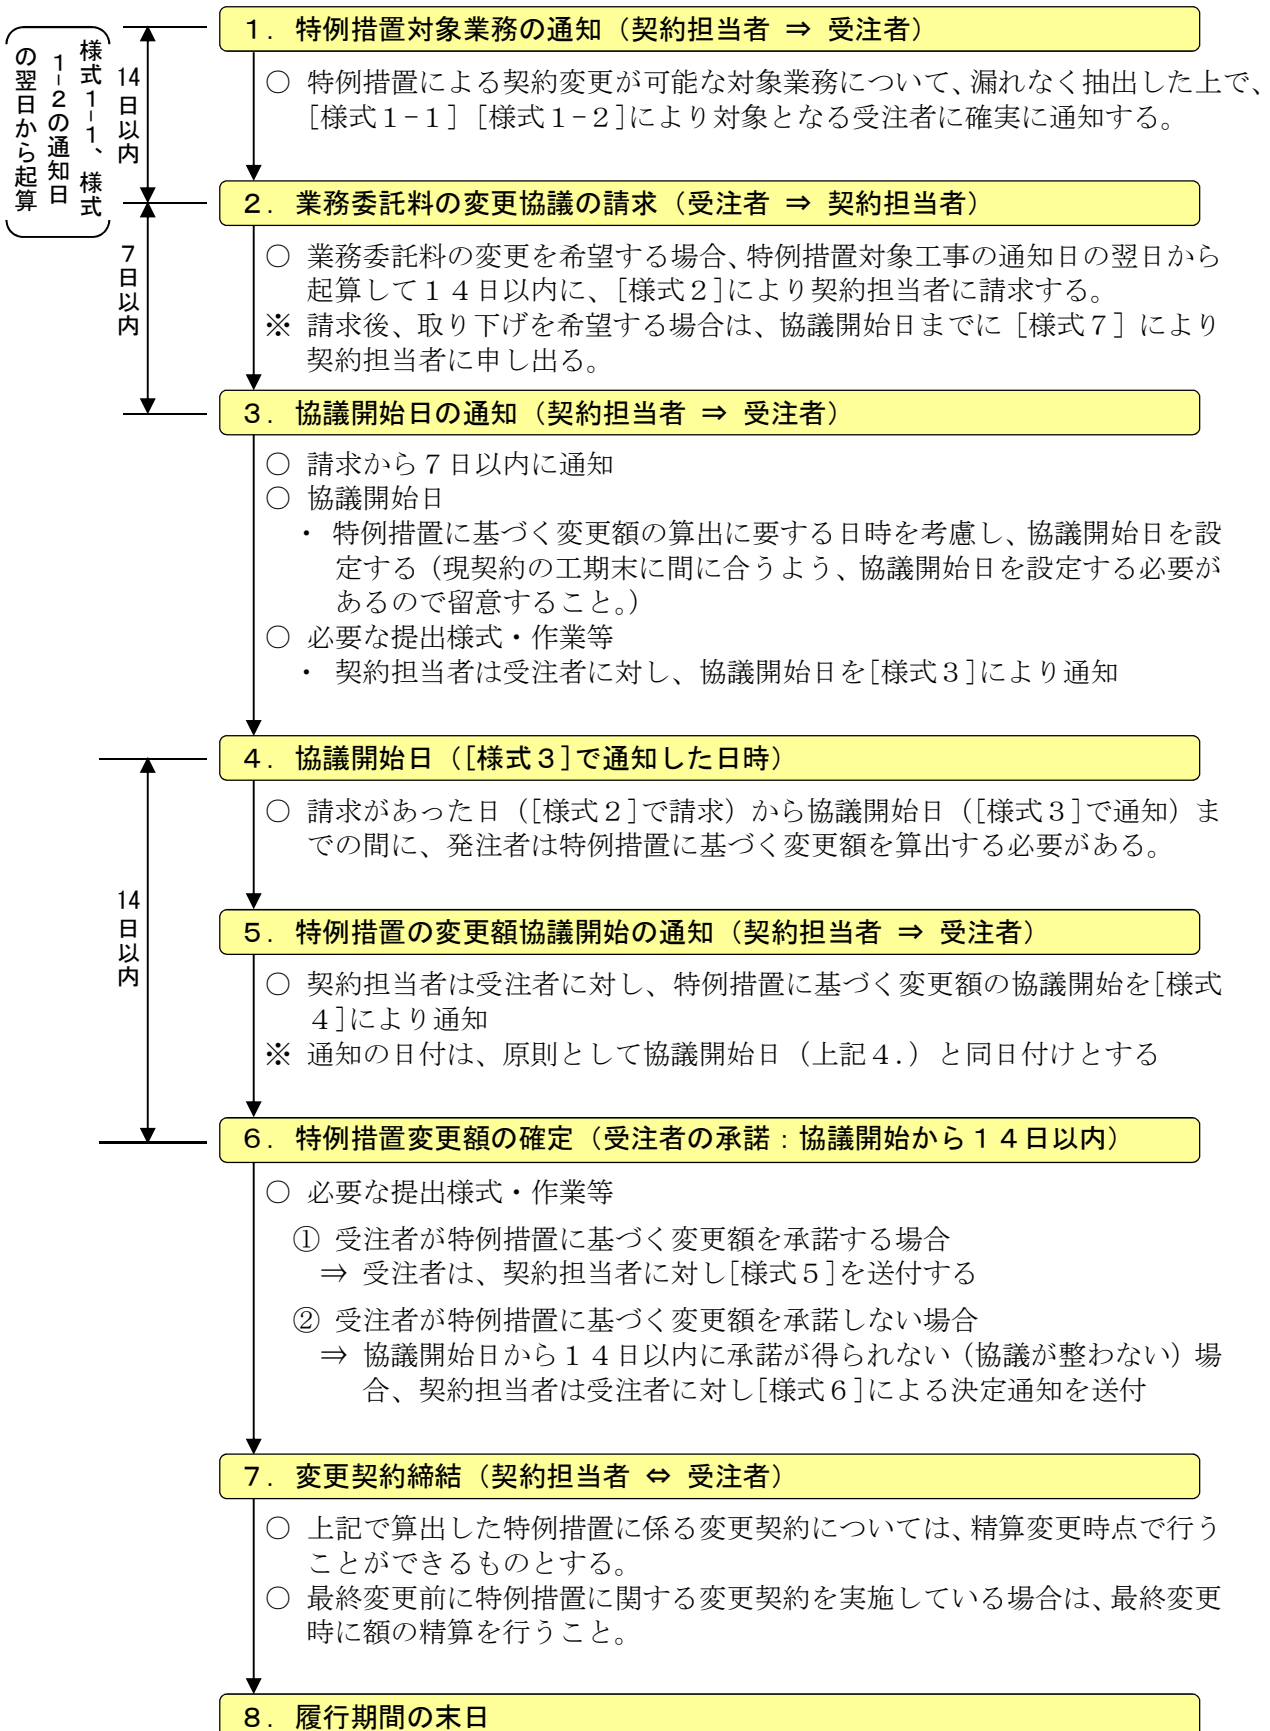 様式１-１、様式
１-２の通知日
の翌日から起算
14日以内
１．特例措置対象業務の通知（契約担当者 ⇒ 受注者）
○ 特例措置による契約変更が可能な対象業務について、漏れなく抽出した上で、
［様式１-１］［様式１-２］により対象となる受注者に確実に通知する。
２．業務委託料の変更協議の請求（受注者 ⇒ 契約担当者）
7日以内
○ 業務委託料の変更を希望する場合、特例措置対象工事の通知日の翌日から
起算して１４日以内に、［様式２］により契約担当者に請求する。
※ 請求後、取り下げを希望する場合は、協議開始日までに［様式７］により
契約担当者に申し出る。
３．協議開始日の通知（契約担当者 ⇒ 受注者）
○ 請求から７日以内に通知
○ 協議開始日
・ 特例措置に基づく変更額の算出に要する日時を考慮し、協議開始日を設
定する（現契約の工期末に間に合うよう、協議開始日を設定する必要が
あるので留意すること。）
○ 必要な提出様式・作業等
・ 契約担当者は受注者に対し、協議開始日を［様式３］により通知
４．協議開始日（［様式３］で通知した日時）
○ 請求があった日（［様式２］で請求）から協議開始日（［様式３］で通知）ま
での間に、発注者は特例措置に基づく変更額を算出する必要がある。
14日以内
５．特例措置の変更額協議開始の通知（契約担当者 ⇒ 受注者）
○ 契約担当者は受注者に対し、特例措置に基づく変更額の協議開始を［様式
４］により通知
※ 通知の日付は、原則として協議開始日（上記４．）と同日付けとする
６．特例措置変更額の確定（受注者の承諾：協議開始から１４日以内）
○ 必要な提出様式・作業等
① 受注者が特例措置に基づく変更額を承諾する場合
⇒ 受注者は、契約担当者に対し［様式５］を送付する
② 受注者が特例措置に基づく変更額を承諾しない場合
⇒ 協議開始日から１４日以内に承諾が得られない（協議が整わない）場
合、契約担当者は受注者に対し［様式６］による決定通知を送付
７．変更契約締結（契約担当者 ⇔ 受注者）
○ 上記で算出した特例措置に係る変更契約については、精算変更時点で行う
ことができるものとする。
○ 最終変更前に特例措置に関する変更契約を実施している場合は、最終変更
時に額の精算を行うこと。
８．履行期間の末日